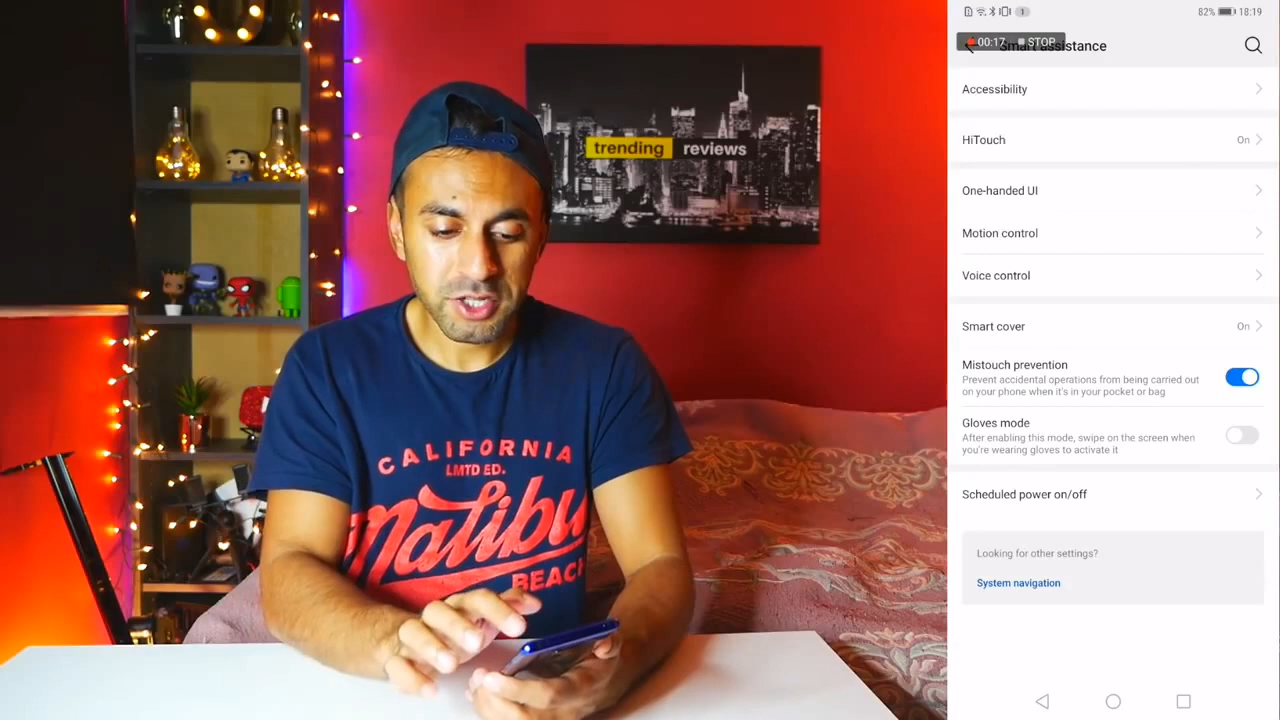 trending reviews
CALIFORNIA
LMTD ED.
Malibu
BEACH
1
82%
18:19
00:17
STOP
Smart assistance
Accessibility
HiTouch
On
One-handed UI
Motion control
Voice control
Smart cover
On
Mistouch prevention
Prevent accidental operations from being carried out
on your phone when it's in your pocket or bag
Gloves mode
After enabling this mode, swipe on the screen when
you're wearing gloves to activate it
Scheduled power on/off
Looking for other settings?
System navigation